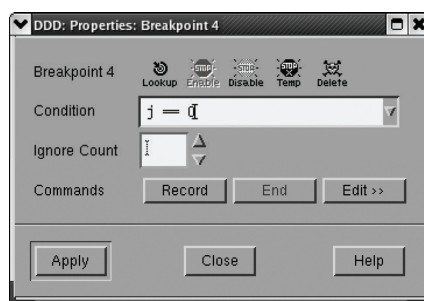 DDD: Properties: Breakpoint 4
Breakpoint 4
Lookup Enable Disable Temp Delete
Condition j == 0
Ignore Count
Commands Record End Edit >>
Apply Close Help